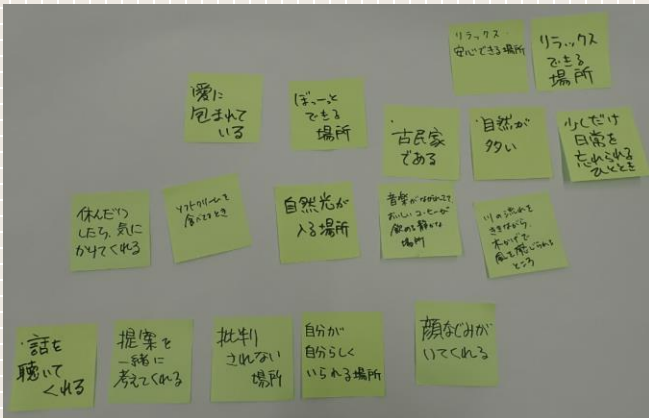 リラックス・
安心できる場所
リラックス
できる
場所
愛に
包まれて
いる
ぼーっと
できる
場所
・古民家
である
・自然が
多い
少しだけ
日常を
忘れられる
ひとときを
休んだり
したら、気に
かけてくれる
ソフトクリームを
食べてるとき
自然光が
入る場所
音楽がながれてて
おいしいコーヒーが
飲める静かな
場所
川の流れを
ききながら、
木かげで
風を感じられる
ところ
・話を
聴いて
くれる
提案を
一緒に
考えてくれる
批判
されない
場所
自分が
自分らしく
いられる場所
顔なじみが
いてくれる